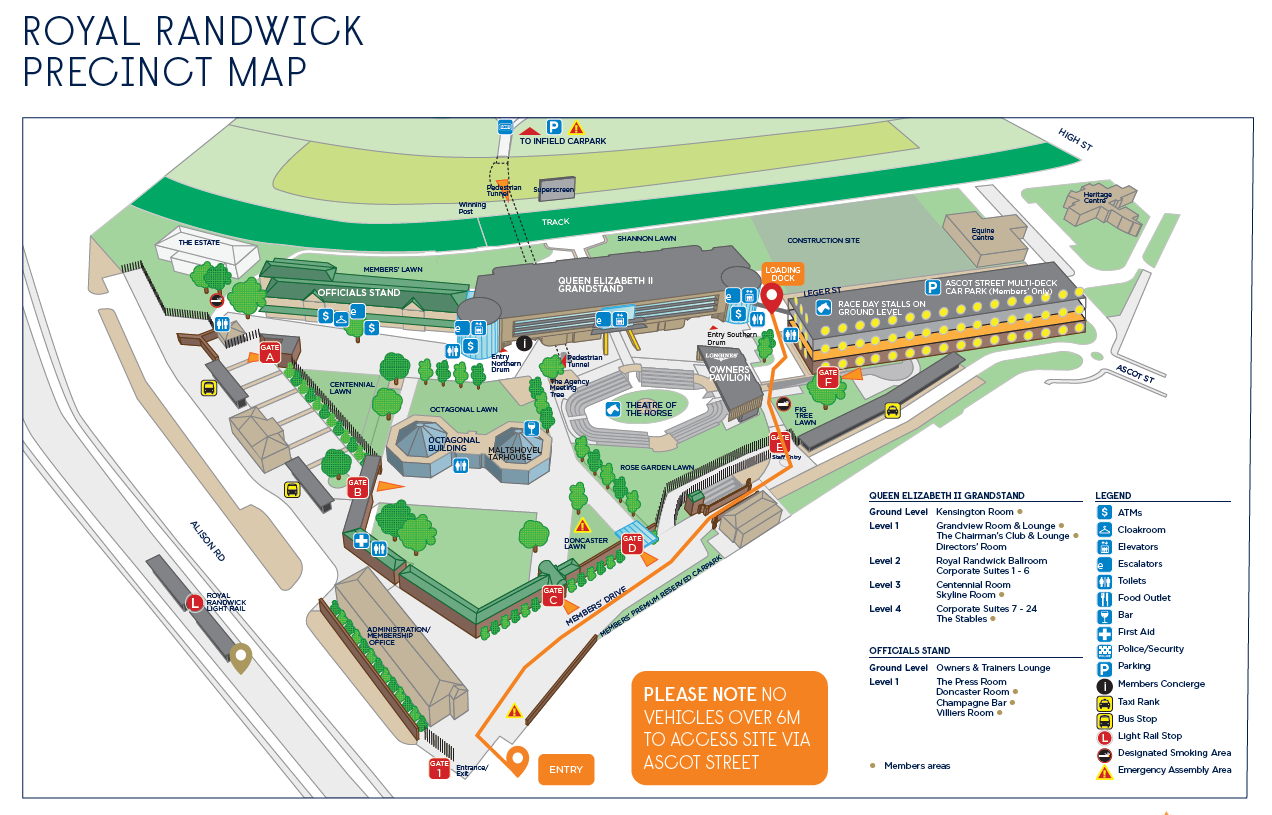 ROYAL RANDWICK
PRECINCT MAP
TO INFIELD CARPARK
HIGH ST
Pedestrian
Tunnel
Superscreen
Winning
Post
TRACK
Heritage
Centre
THE ESTATE
SHANNON LAWN
CONSTRUCTION SITE
Equine
Centre
MEMBERS' LAWN
QUEEN ELIZABETH II
GRANDSTAND
LOADING
DOCK
OFFICIALS STAND
LEGER ST
ASCOT STREET MULTI-DECK
CAR PARK (Members' Only)
RACE DAY STALLS ON
GROUND LEVEL
Entry Southern
Drum
Entry
Northern
Drum
Pedestrian
Tunnel
LONGINES
OWNERS
PAVILION
GATE
A
GATE
F
ASCOT ST
The Agency
Meeting
Tree
CENTENNIAL
LAWN
OCTAGONAL LAWN
THEATRE OF
THE HORSE
FIG
TREE
LAWN
OCTAGONAL
BUILDING
MALTSHOVEL
TAPHOUSE
GATE
E
Staff Entry
ROSE GARDEN LAWN
GATE
B
ALISON RD
DONCASTER
LAWN
GATE
D
GATE
C
MEMBERS' DRIVE
MEMBERS' PREMIUM RESERVED CARPARK
L
ROYAL
RANDWICK
LIGHT RAIL
ADMINISTRATION/
MEMBERSHIP
OFFICE
GATE
1
Entrance/
Exit
ENTRY
PLEASE NOTE NO
VEHICLES OVER 6M
TO ACCESS SITE VIA
ASCOT STREET
QUEEN ELIZABETH II GRANDSTAND
Ground Level Kensington Room
Level 1 Grandview Room & Lounge
The Chairman's Club & Lounge
Directors' Room
Level 2 Royal Randwick Ballroom
Corporate Suites 1 - 6
Level 3 Centennial Room
Skyline Room
Level 4 Corporate Suites 7 - 24
The Stables
OFFICIALS STAND
Ground Level Owners & Trainers Lounge
Level 1 The Press Room
Doncaster Room
Champagne Bar
Villiers Room
Members areas
LEGEND
$ ATMs
Cloakroom
Elevators
e Escalators
Toilets
Food Outlet
Bar
First Aid
Police/Security
P Parking
i Members Concierge
Taxi Rank
Bus Stop
L Light Rail Stop
Designated Smoking Area
Emergency Assembly Area